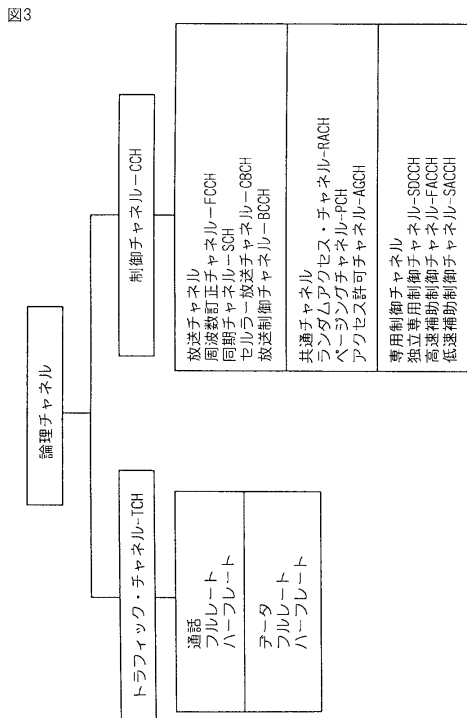 図3
論理チャネル
トラフィック・チャネル-TCH
通話
フルレート
ハーフレート
データ
フルレート
ハーフレート
制御チャネル-CCH
放送チャネル
周波数訂正チャネル-FCCH
同期チャネル-SCH
セルラー放送チャネル-CBCH
放送制御チャネル-BCCH
共通チャネル
ランダムアクセス・チャネル-RACH
ページングチャネル-PCH
アクセス許可チャネル-AGCH
専用制御チャネル
独立専用制御チャネル-SDCCH
高速補助制御チャネル-FACCH
低速補助制御チャネル-SACCH